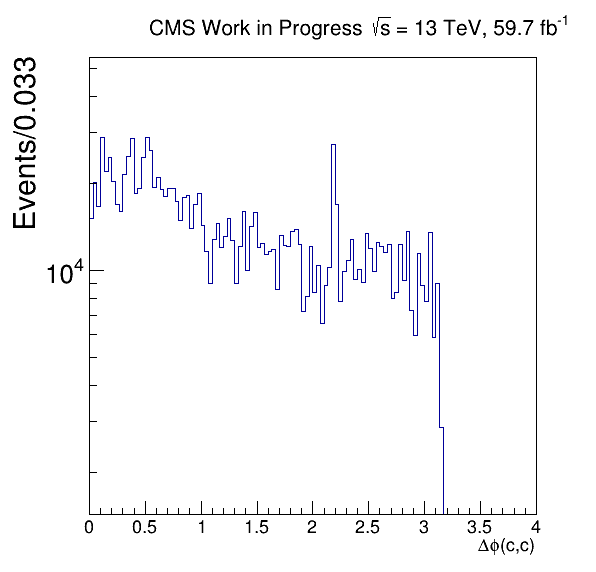 CMS Work in Progress √s = 13 TeV, 59.7 fb⁻¹
Events/0.033
10⁴
0 0.5 1 1.5 2 2.5 3 3.5 4
Δϕ(c,c)